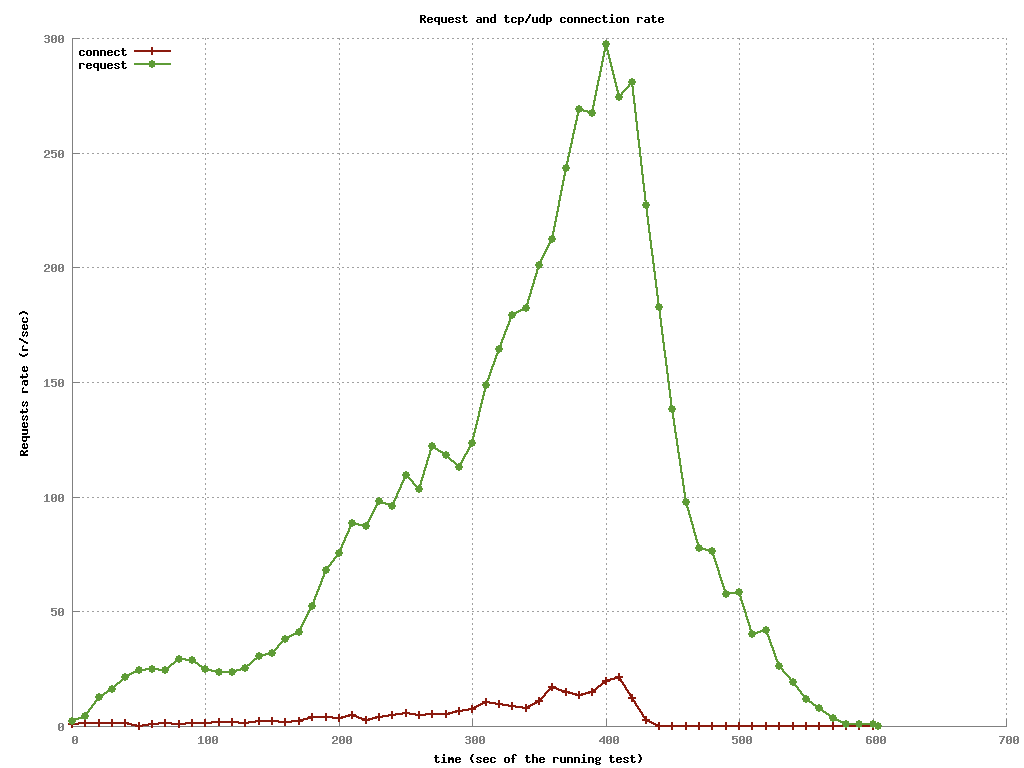 Request and tcp/udp connection rate
connect
request
300
250
200
150
100
50
0
Requests rate (r/sec)
0 100 200 300 400 500 600 700
time (sec of the running test)